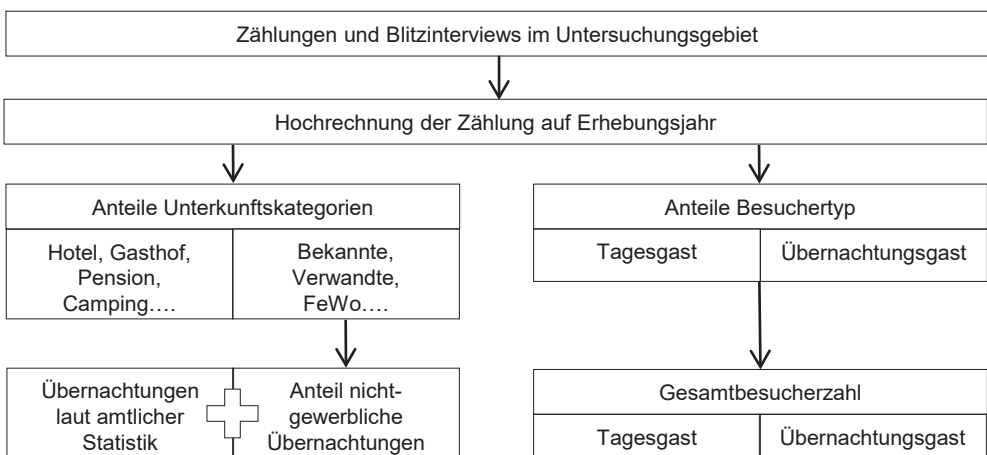 Zählungen und Blitzinterviews im Untersuchungsgebiet
Hochrechnung der Zählung auf Erhebungsjahr
Anteile Unterkunftskategorien
Hotel, Gasthof,
Pension,
Camping….
Bekannte,
Verwandte,
FeWo….
Anteile Besuchertyp
Tagesgast
Übernachtungsgast
Übernachtungen
laut amtlicher
Statistik
Anteil nicht-
gewerbliche
Übernachtungen
Gesamtbesucherzahl
Tagesgast
Übernachtungsgast